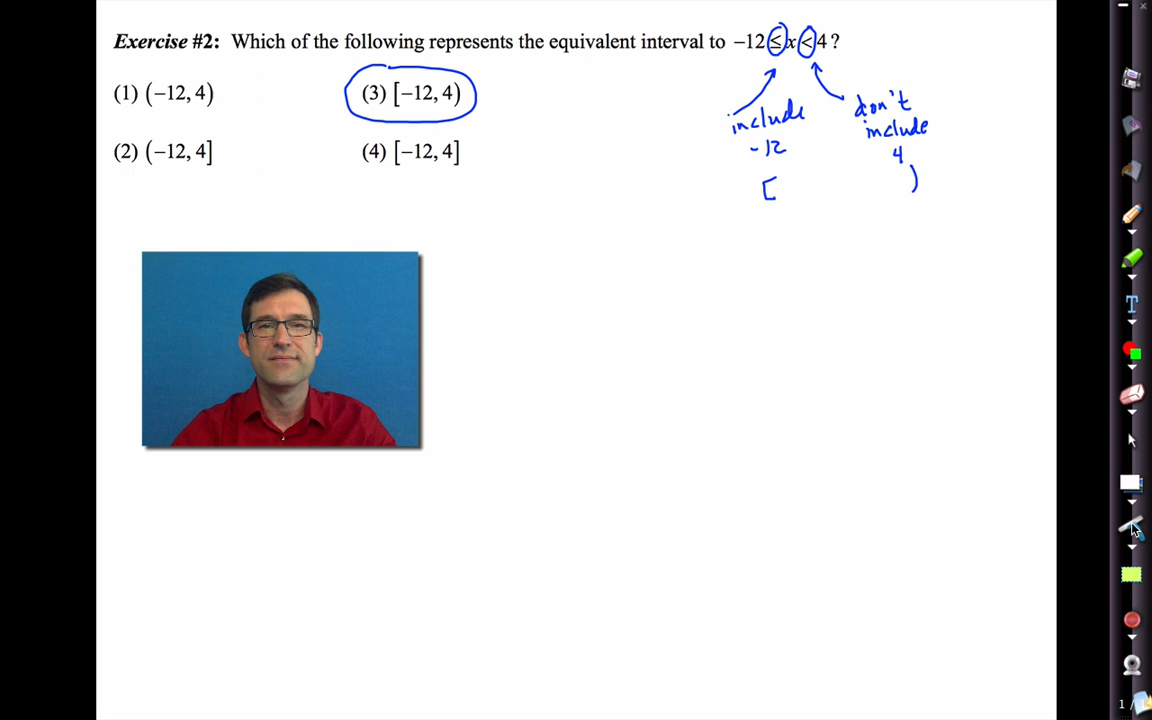 Exercise #2: Which of the following represents the equivalent interval to −12 ≤ x < 4?
(1) (−12, 4) (3) [−12, 4)
(2) (−12, 4] (4) [−12, 4]
include
-12
[
don't
include
4
)
T
1 /